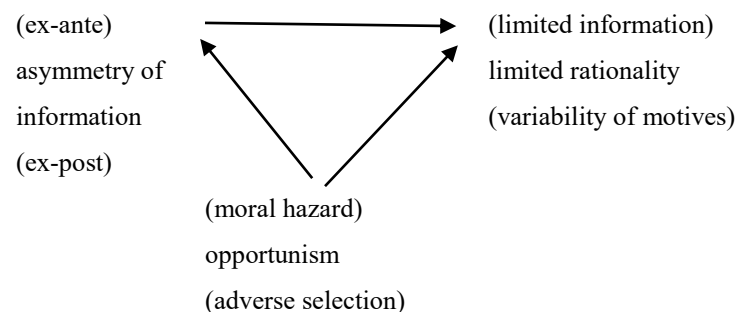 (ex-ante)
asymmetry of
information
(ex-post)
(limited information)
limited rationality
(variability of motives)
(moral hazard)
opportunism
(adverse selection)